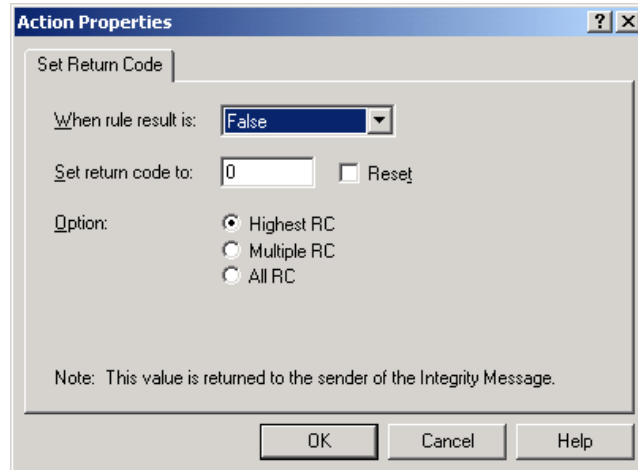 Action Properties
Set Return Code
When rule result is: False
Set return code to: 0 Reset
Option: Highest RC
Multiple RC
All RC
Note: This value is returned to the sender of the Integrity Message.
OK Cancel Help